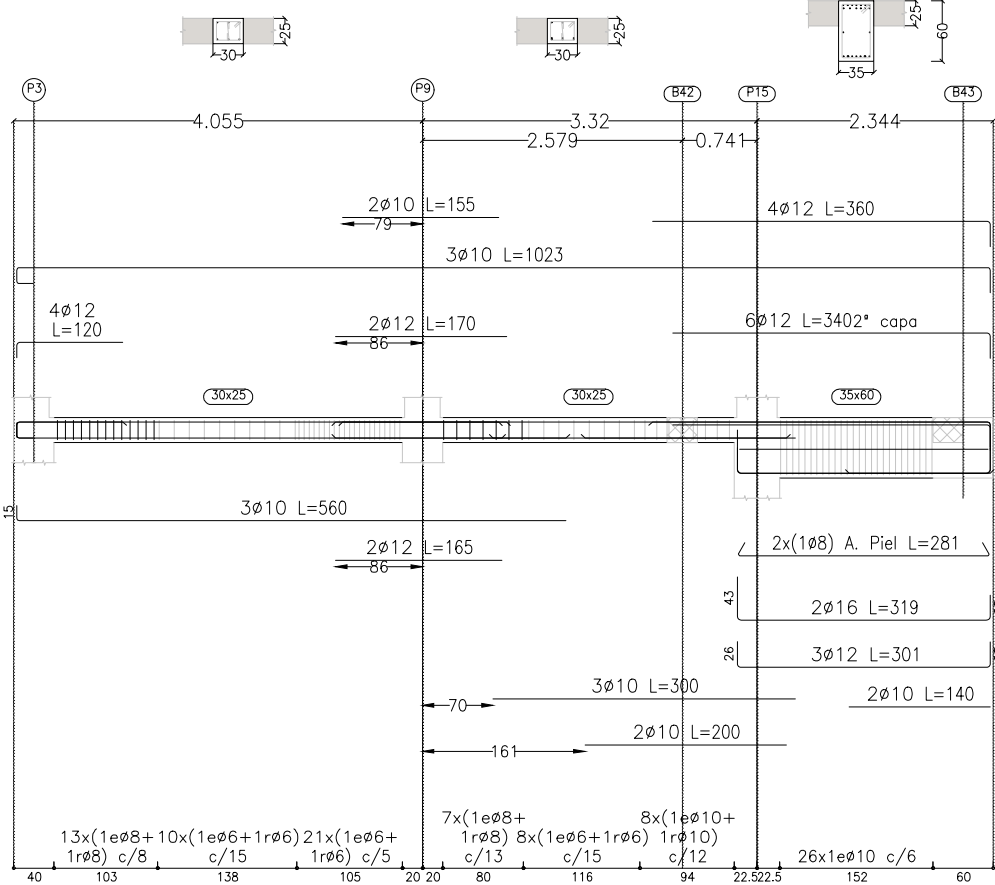 25
30
25
30
25
60
35
P3
P9
B42
P15
B43
4.055
3.32
2.344
2.579
0.741
2ø10 L=155
79
4ø12 L=360
3ø10 L=1023
4ø12
L=120
2ø12 L=170
86
6ø12 L=3402ª capa
30x25
30x25
35x60
15
3ø10 L=560
2ø12 L=165
86
2x(1ø8) A. Piel L=281
43
2ø16 L=319
26
3ø12 L=301
3ø10 L=300
70
2ø10 L=140
2ø10 L=200
161
13x(1eø8+
1rø8) c/8
10x(1eø6+1rø6)
c/15
21x(1eø6+
1rø6) c/5
7x(1eø8+
1rø8)
c/13
8x(1eø6+1rø6)
c/15
8x(1eø10+
1rø10)
c/12
26x1eø10 c/6
40
103
138
105
20
20
80
116
94
22.5
22.5
152
60